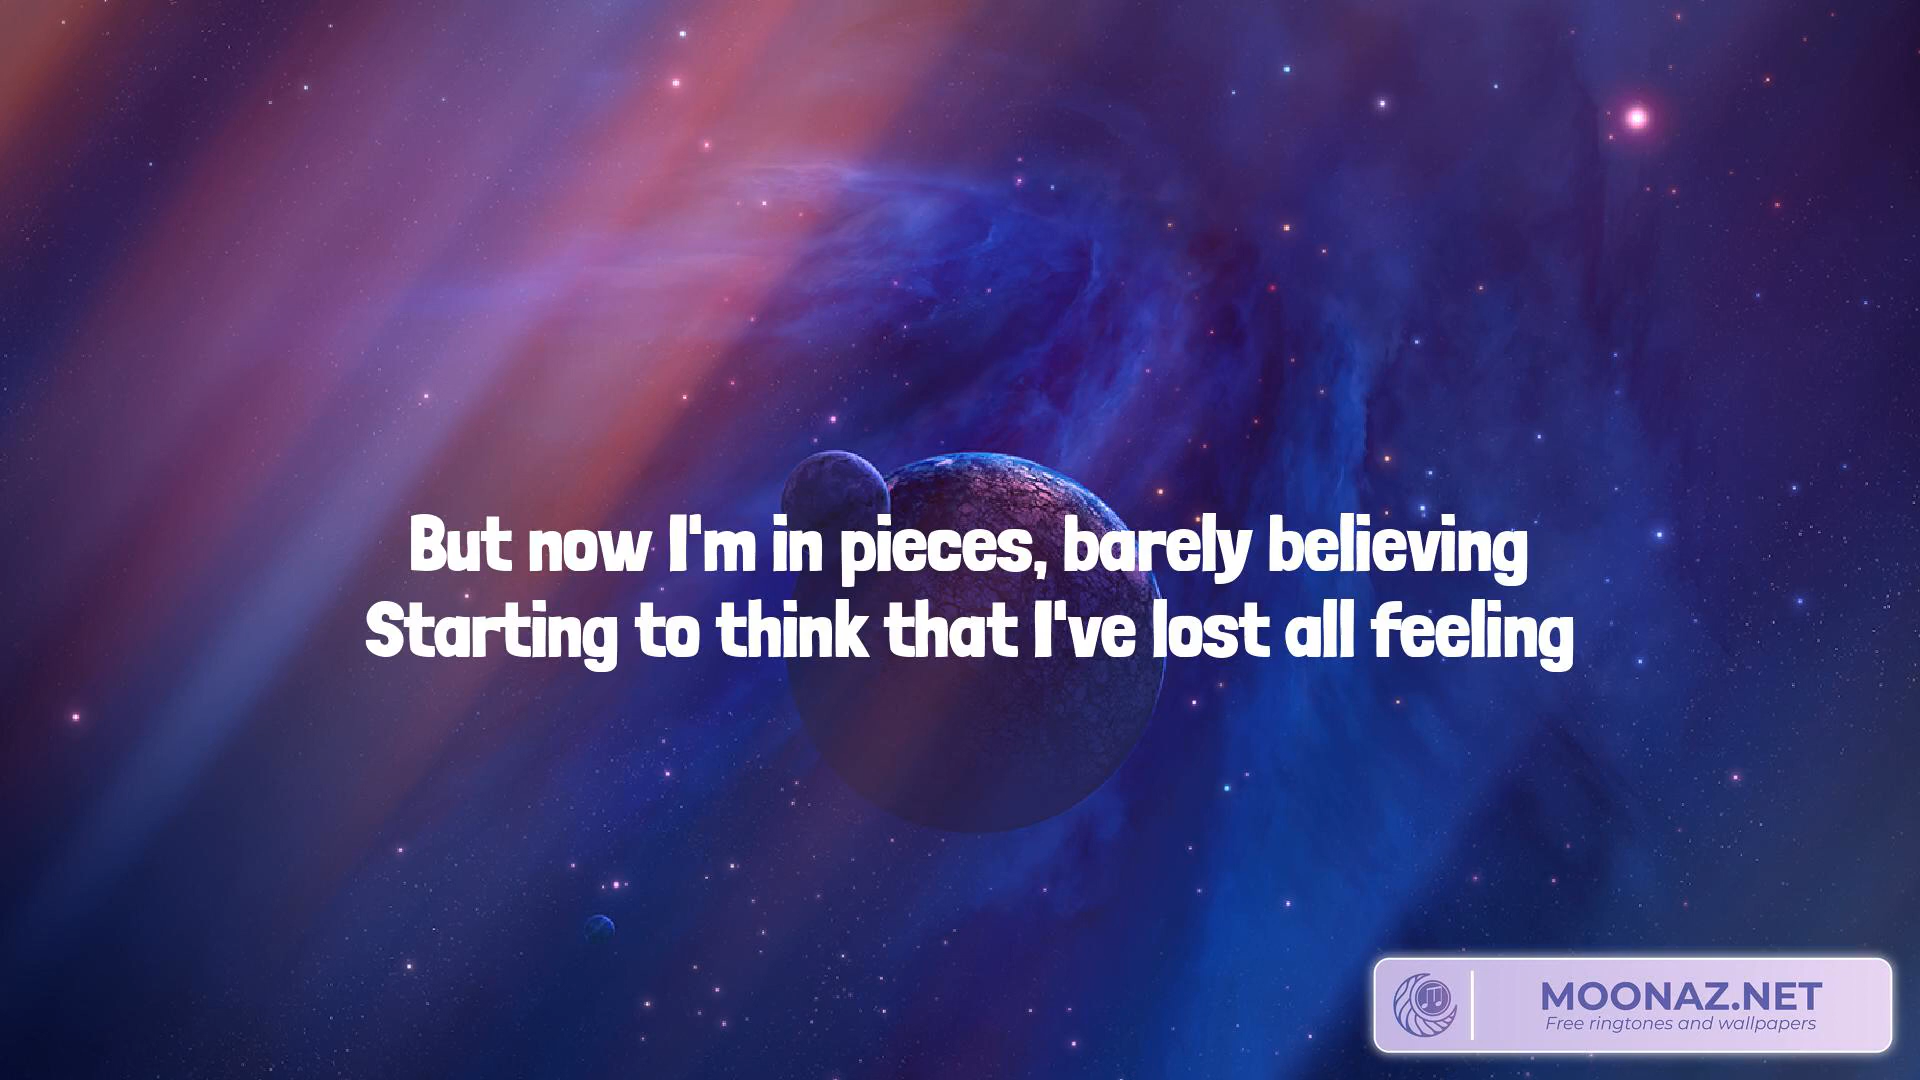 But now I'm in pieces, barely believing
Starting to think that I've lost all feeling
MOONAZ.NET
Free ringtones and wallpapers